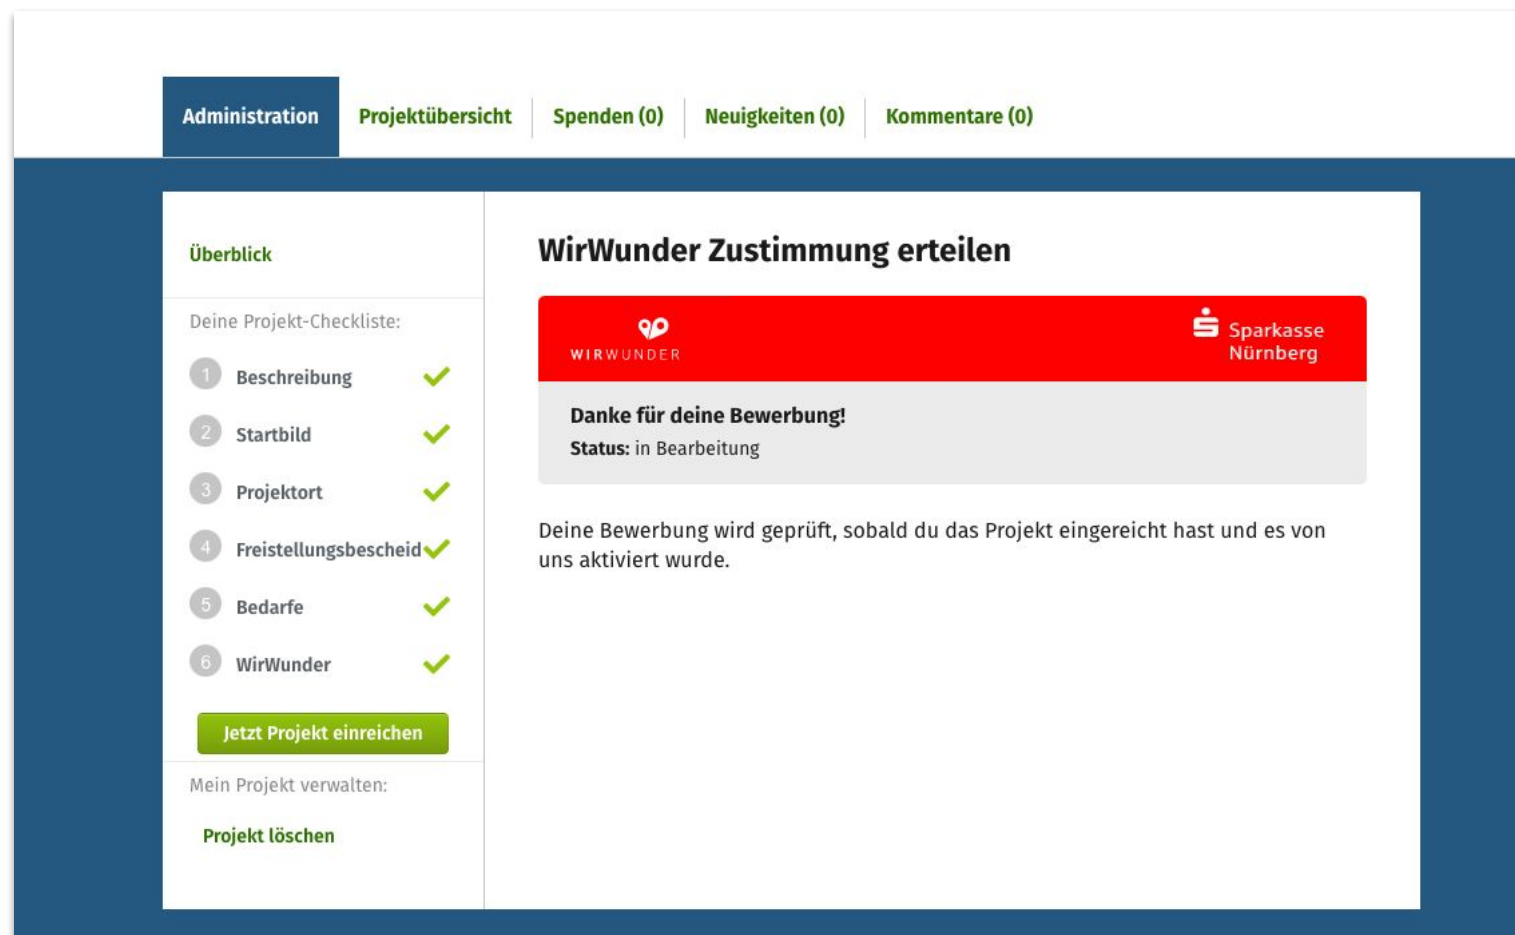 Administration
Projektübersicht
Spenden (0)
Neuigkeiten (0)
Kommentare (0)
Überblick
Deine Projekt-Checkliste:
1 Beschreibung
2 Startbild
3 Projektort
4 Freistellungsbescheid
5 Bedarfe
6 WirWunder
Jetzt Projekt einreichen
Mein Projekt verwalten:
Projekt löschen
WirWunder Zustimmung erteilen
WIRWUNDER
Sparkasse
Nürnberg
Danke für deine Bewerbung!
Status: in Bearbeitung
Deine Bewerbung wird geprüft, sobald du das Projekt eingereicht hast und es von
uns aktiviert wurde.